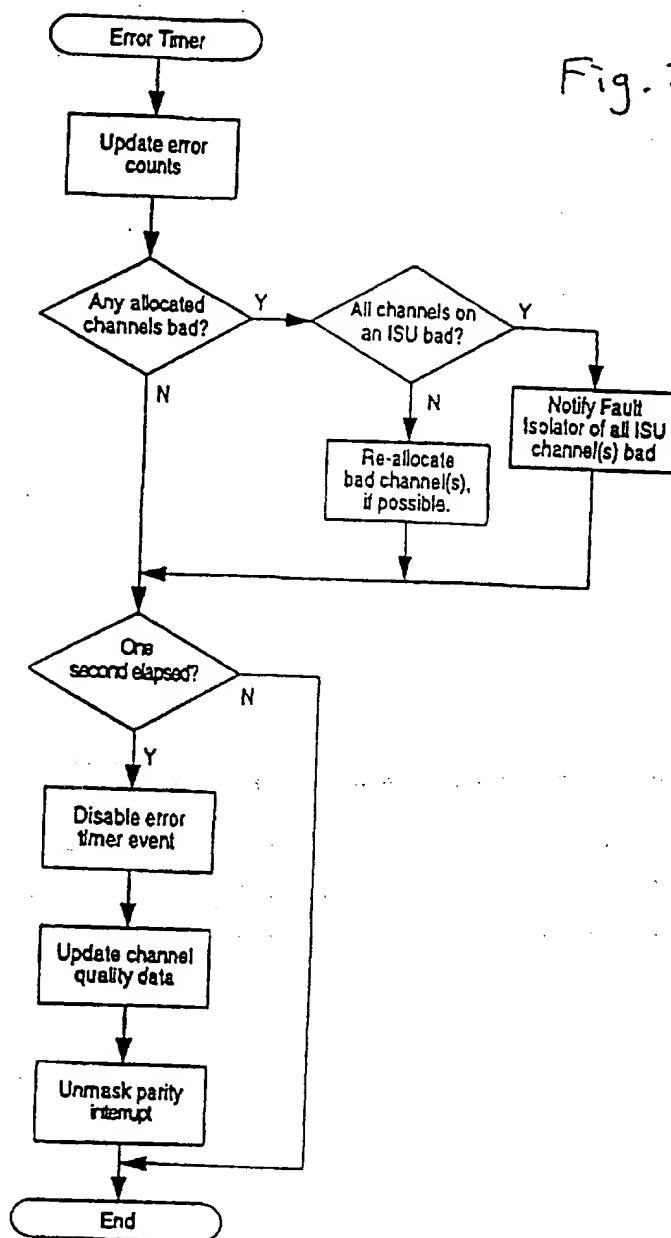 Error Timer
Fig.
Update error
counts
Any allocated
channels bad?
Y
All channels on
an ISU bad?
Y
N
N
Notify Fault
Isolator of all ISU
channel(s) bad
Re-allocate
bad channel(s),
if possible.
One
second elapsed?
N
Y
Disable error
timer event
Update channel
quality data
Unmask parity
interrupt
End